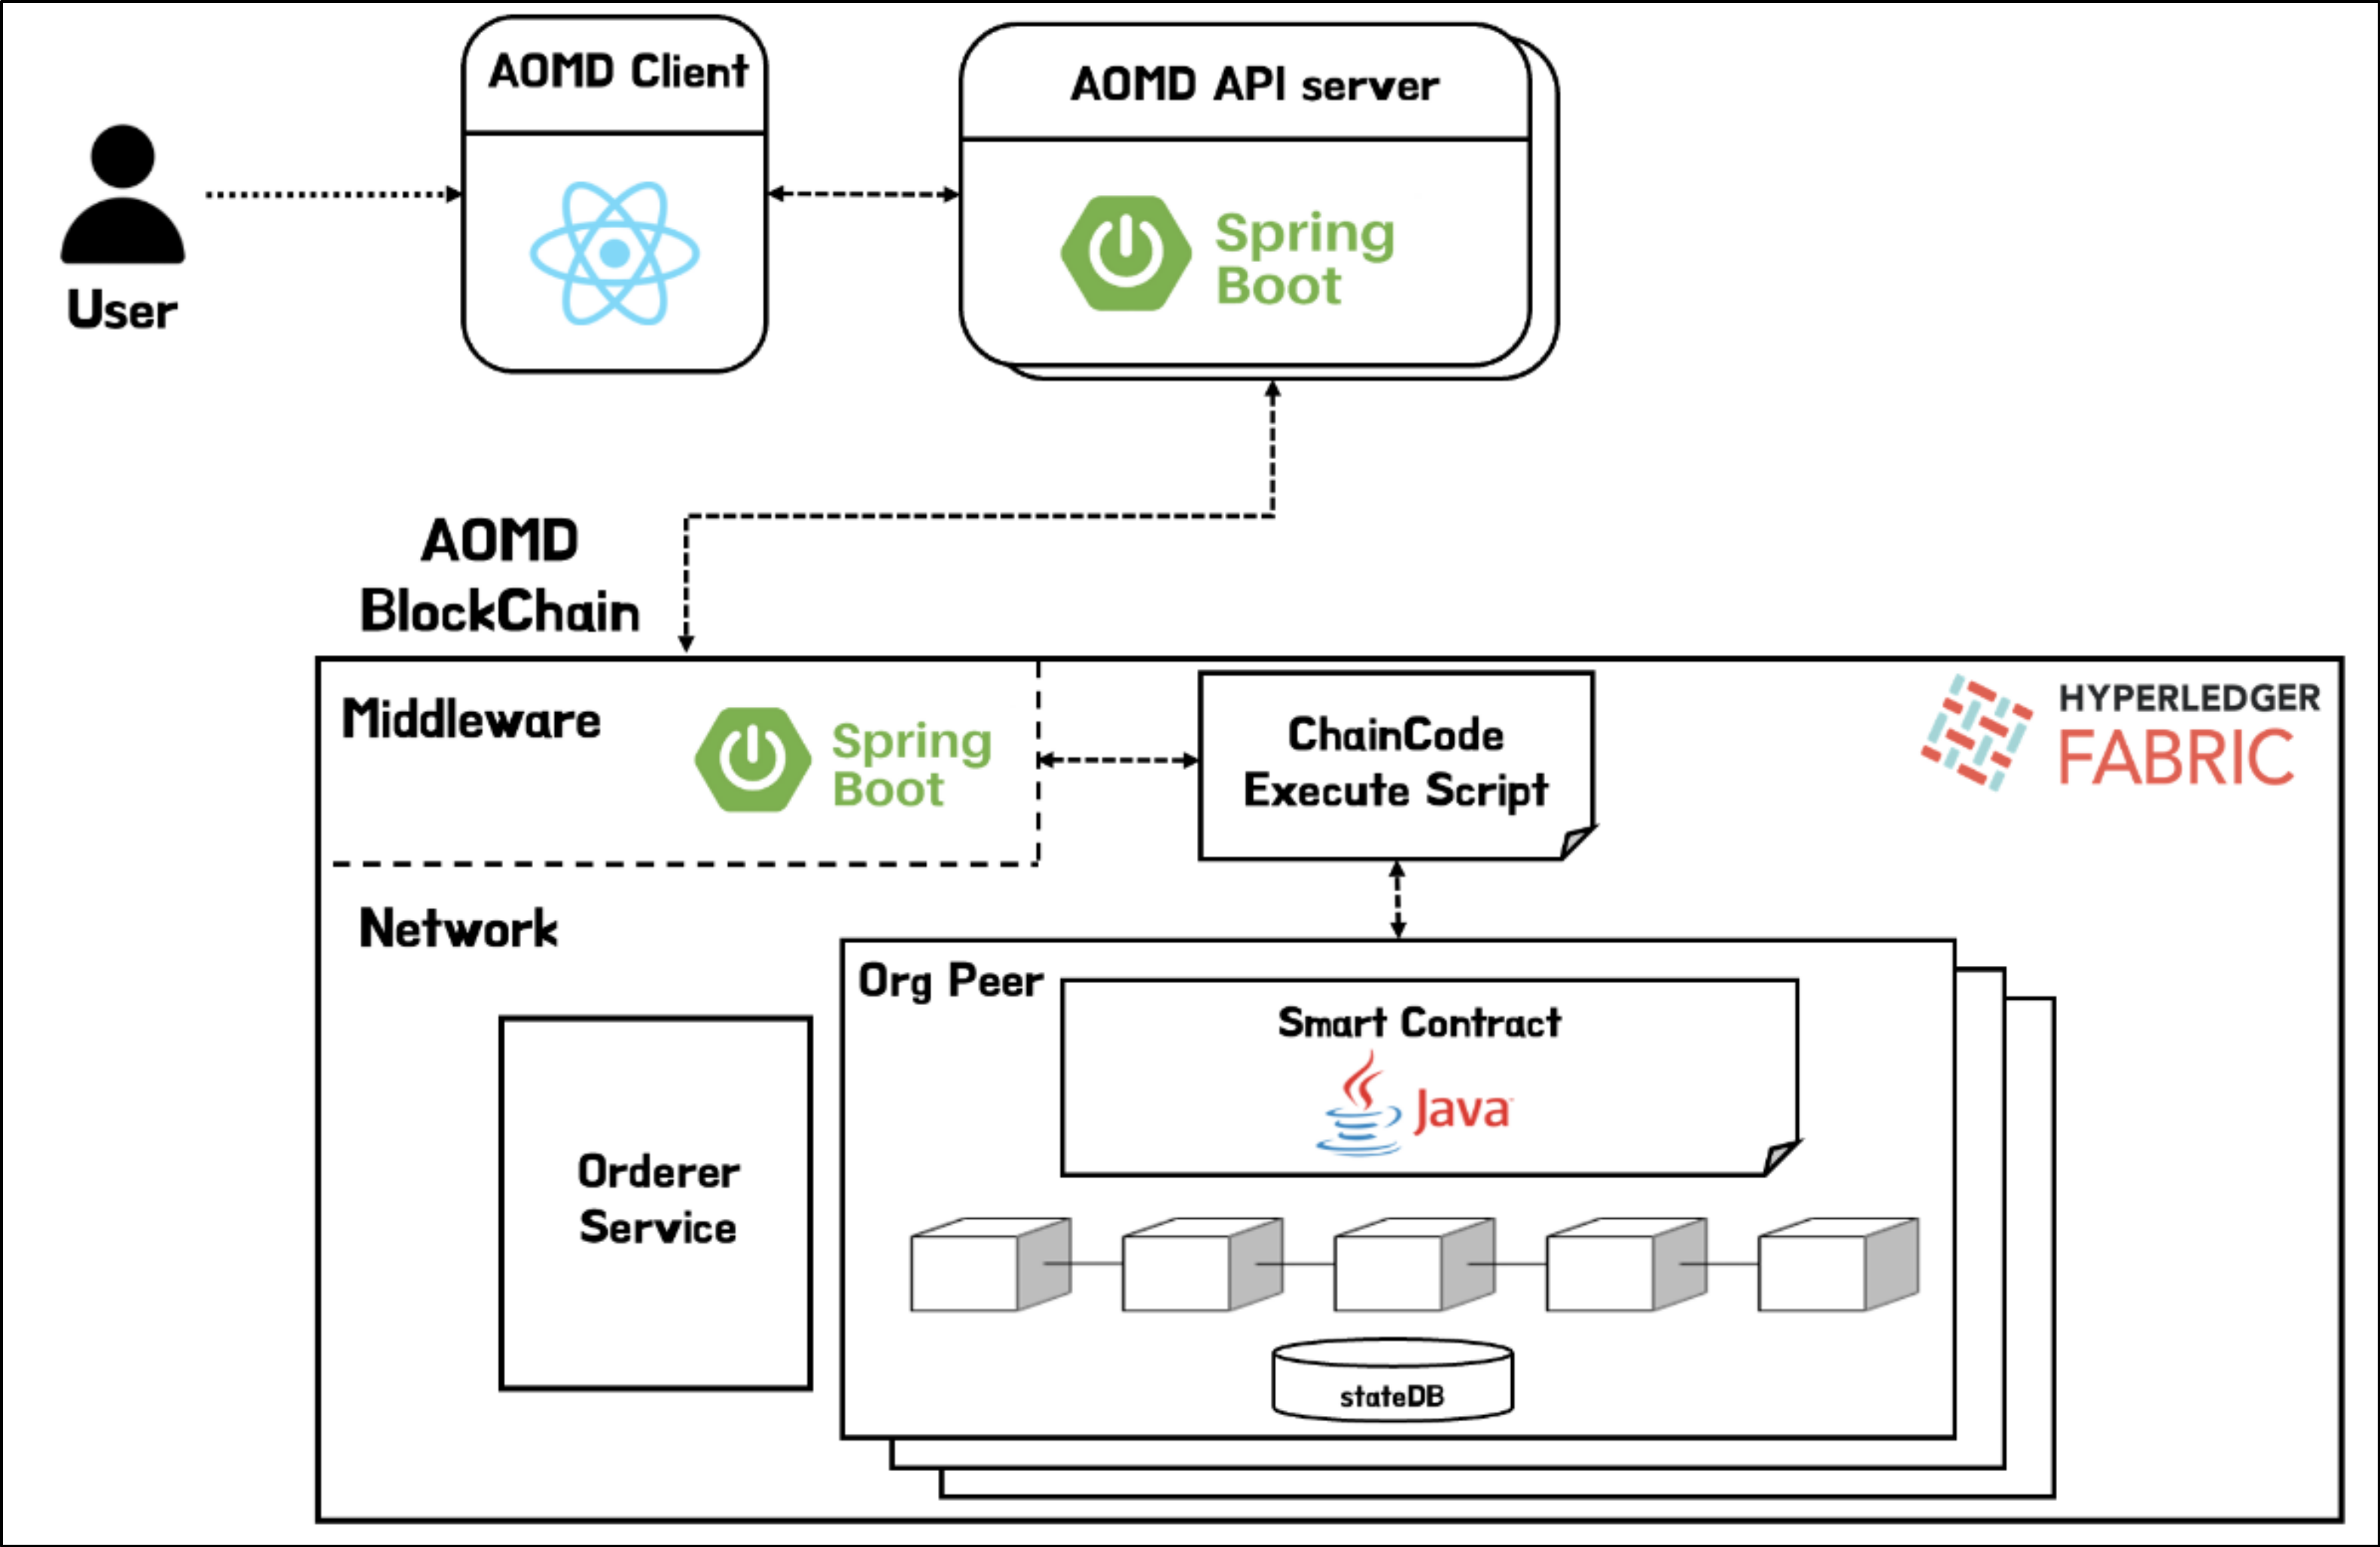 AOMD Client
AOMD API server
User
Spring
Boot
AOMD
BlockChain
Middleware
Spring
Boot
ChainCode
Execute Script
HYPERLEDGER
FABRIC
Network
Org Peer
Smart Contract
Java
Orderer
Service
stateDB